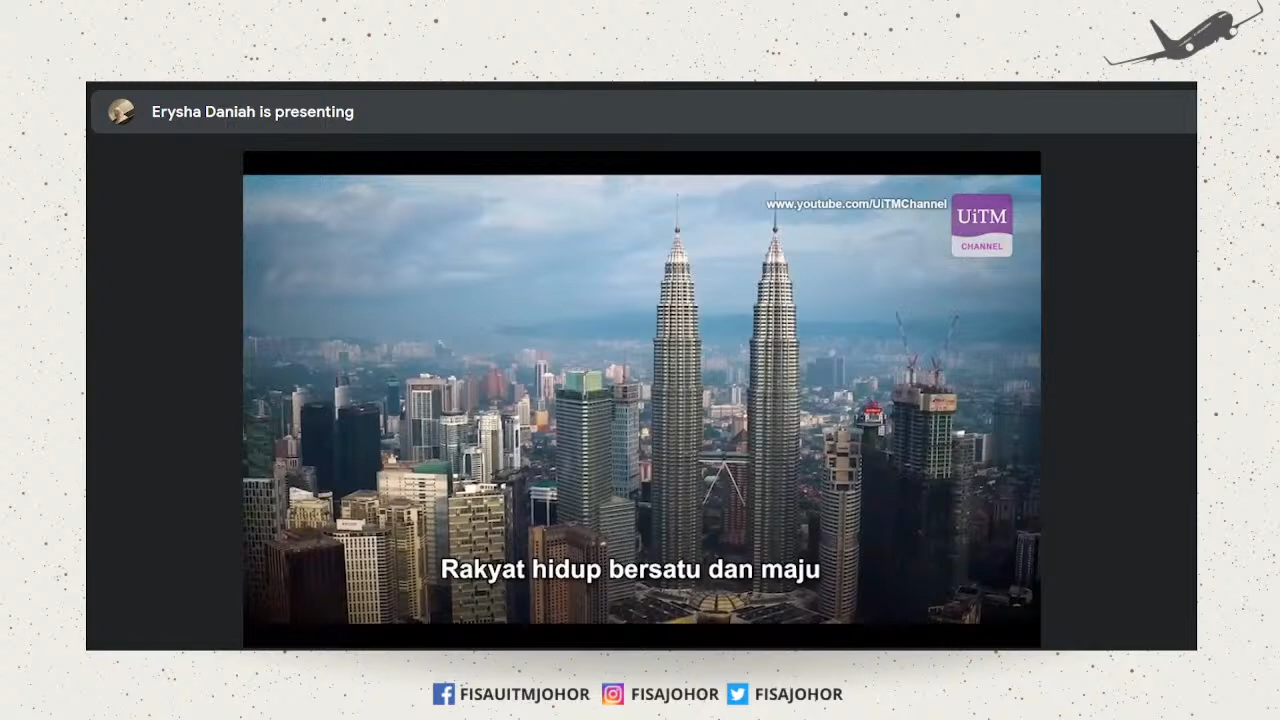 Erysha Daniah is presenting
www.youtube.com/UiTMChannel
UiTM
CHANNEL
Rakyat hidup bersatu dan maju
FISAUITMJOHOR FISAJOHOR FISAJOHOR